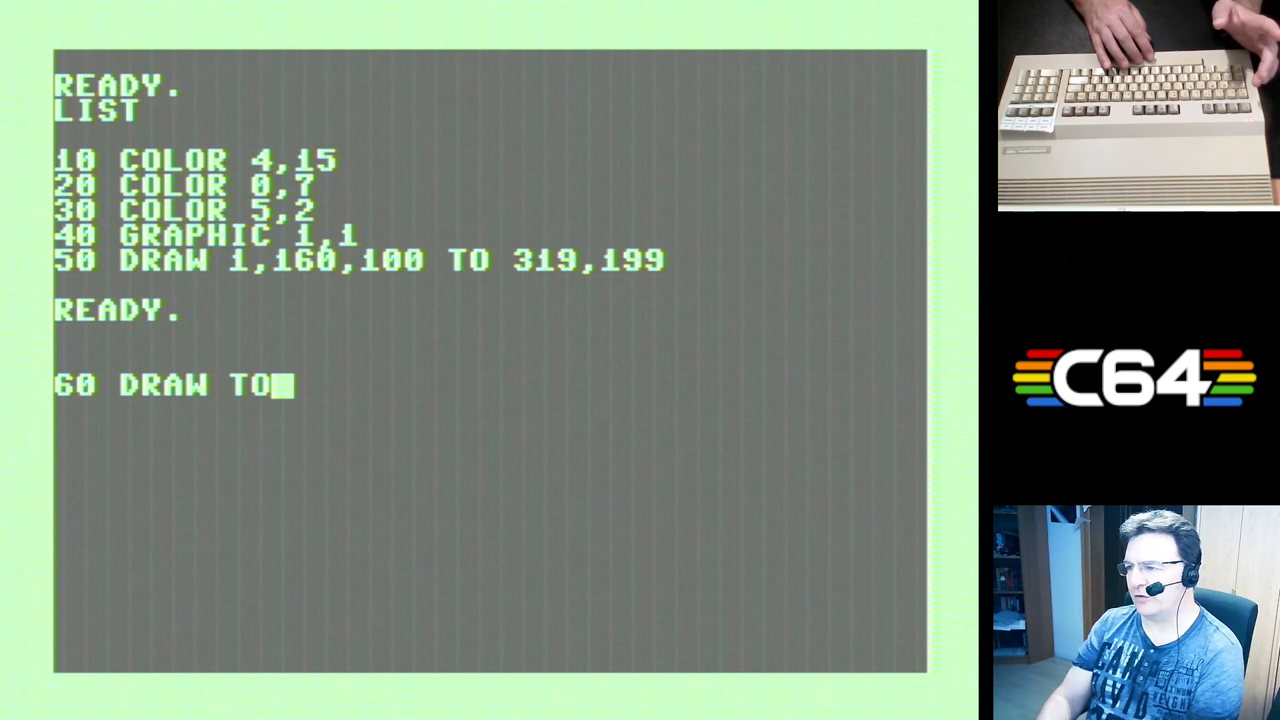 READY.
LIST
10 COLOR 4,15
20 COLOR 0,7
30 COLOR 5,2
40 GRAPHIC 1,1
50 DRAW 1,160,100 TO 319,199
READY.
60 DRAW TO
C64